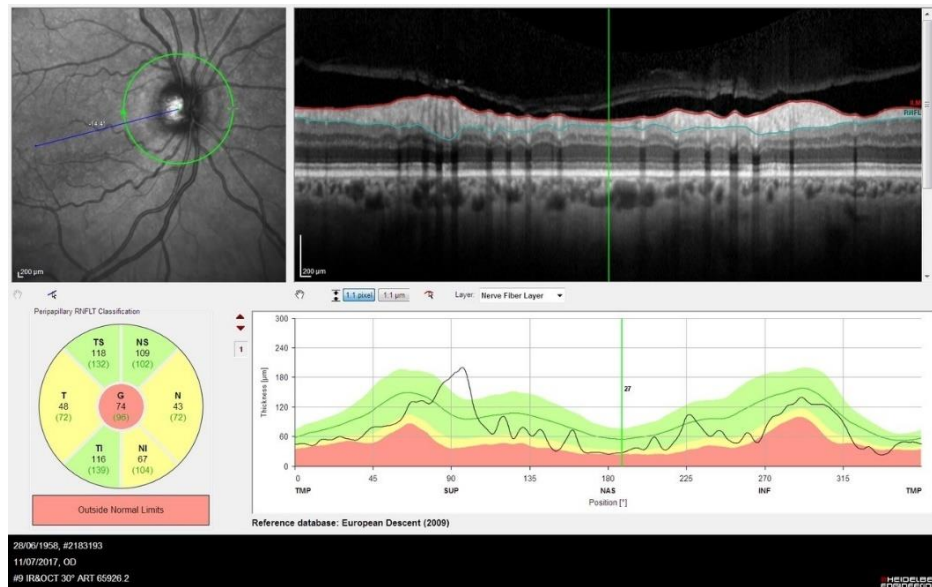 -14.4°
200 µm
ILM
RNFL
200 µm
1:1 pixel 1:1 µm Layer: Nerve Fiber Layer
Peripapillary RNFLT Classification
TS
118
(132)
NS
109
(102)
T
48
(72)
G
74
(96)
N
43
(72)
TI
116
(139)
NI
67
(104)
Outside Normal Limits
1
Thickness [µm]
300
240
180
120
60
0
27
0 45 90 135 180 225 270 315
TMP SUP NAS INF TMP
Position [°]
Reference database: European Descent (2009)
28/06/1958, #2183193
11/07/2017, OD
#9 IR&OCT 30° ART 65926.2